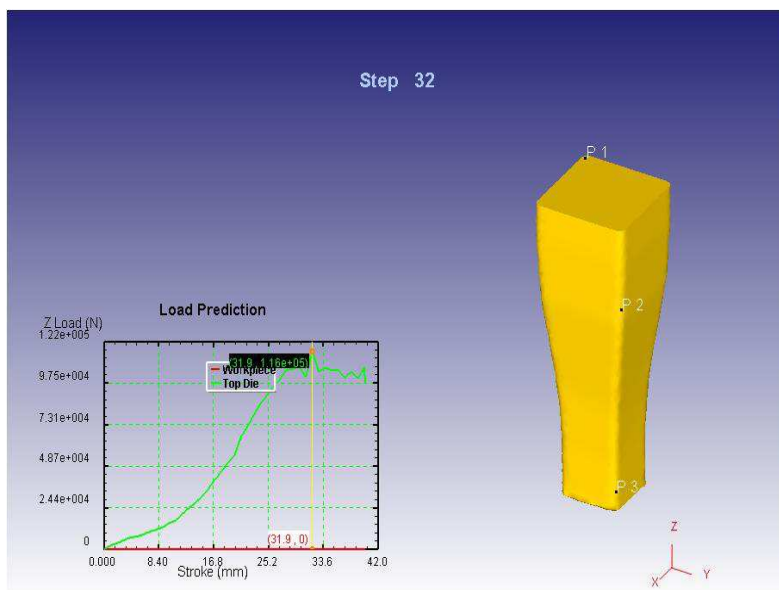 Step 32
P 1
P 2
P 3
Load Prediction
Z Load (N)
1.22e+005
9.75e+004
7.31e+004
4.87e+004
2.44e+004
0
(31.9, 1.16e+05)
Workpiece
Top Die
(31.9, 0)
0.000 8.40 16.8 25.2 33.6 42.0
Stroke (mm)
Z
X
Y